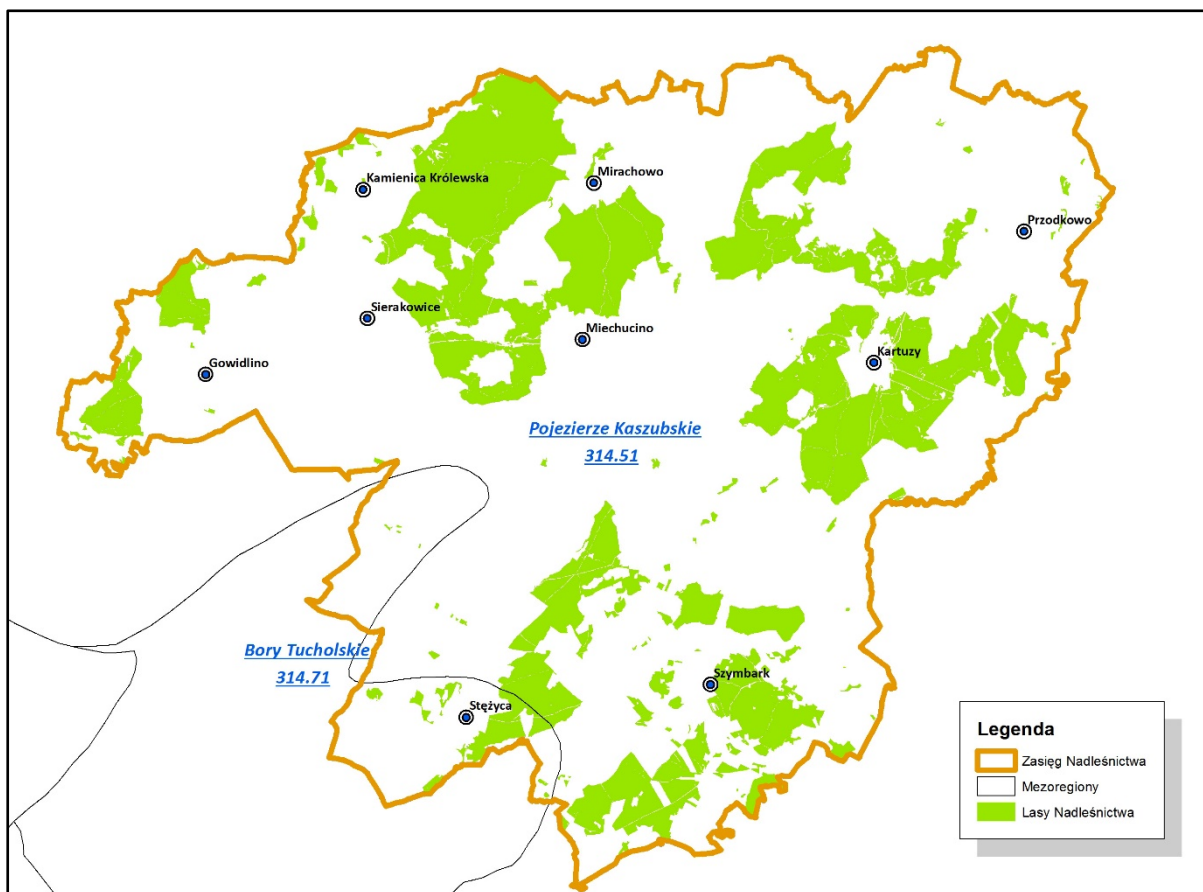 Mirachowo
Kamienica Królewska
Przodkowo
Sierakowice
Miechucino
Kartuzy
Gowidlino
Pojezierze Kaszubskie
314.51
Bory Tucholskie
314.71
Szymbark
Stężyca
Legenda
Zasięg Nadleśnictwa
Mezoregiony
Lasy Nadleśnictwa